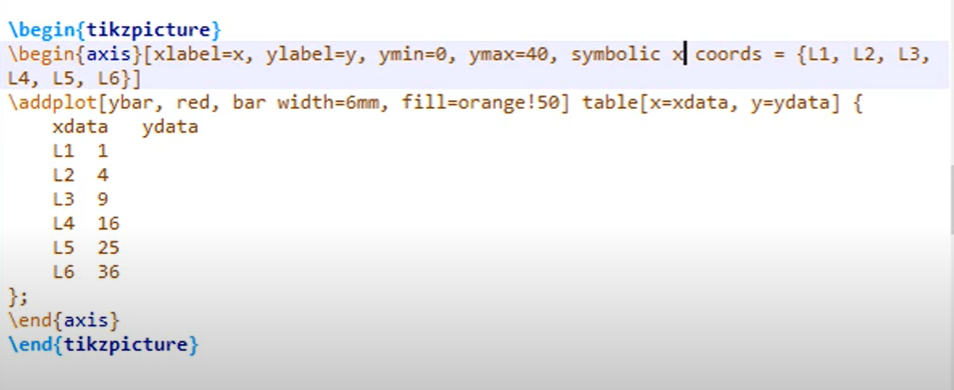 \begin{tikzpicture}
\begin{axis}[xlabel=x, ylabel=y, ymin=0, ymax=40, symbolic x coords = {L1, L2, L3,
L4, L5, L6}]
\addplot[ybar, red, bar width=6mm, fill=orange!50] table[x=xdata, y=ydata] {
xdata ydata
L1 1
L2 4
L3 9
L4 16
L5 25
L6 36
};
\end{axis}
\end{tikzpicture}